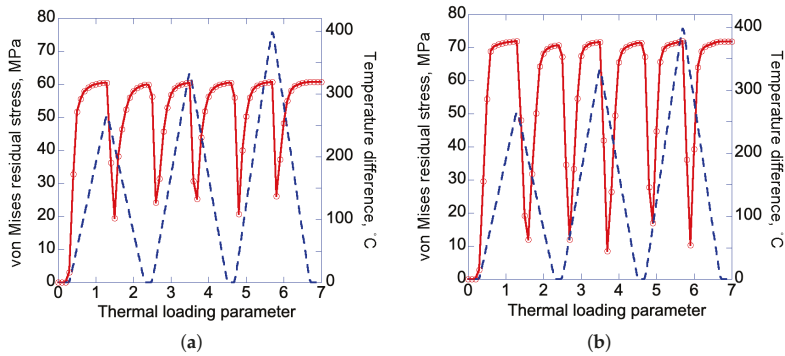 von Mises residual stress, MPa
80
70
60
50
40
30
20
10
0
0 1 2 3 4 5 6 7
Thermal loading parameter
400
300
200
100
0
Temperature difference, °C
(a)
von Mises residual stress, MPa
80
70
60
50
40
30
20
10
0
0 1 2 3 4 5 6 7
Thermal loading parameter
400
300
200
100
0
Temperature difference, °C
(b)